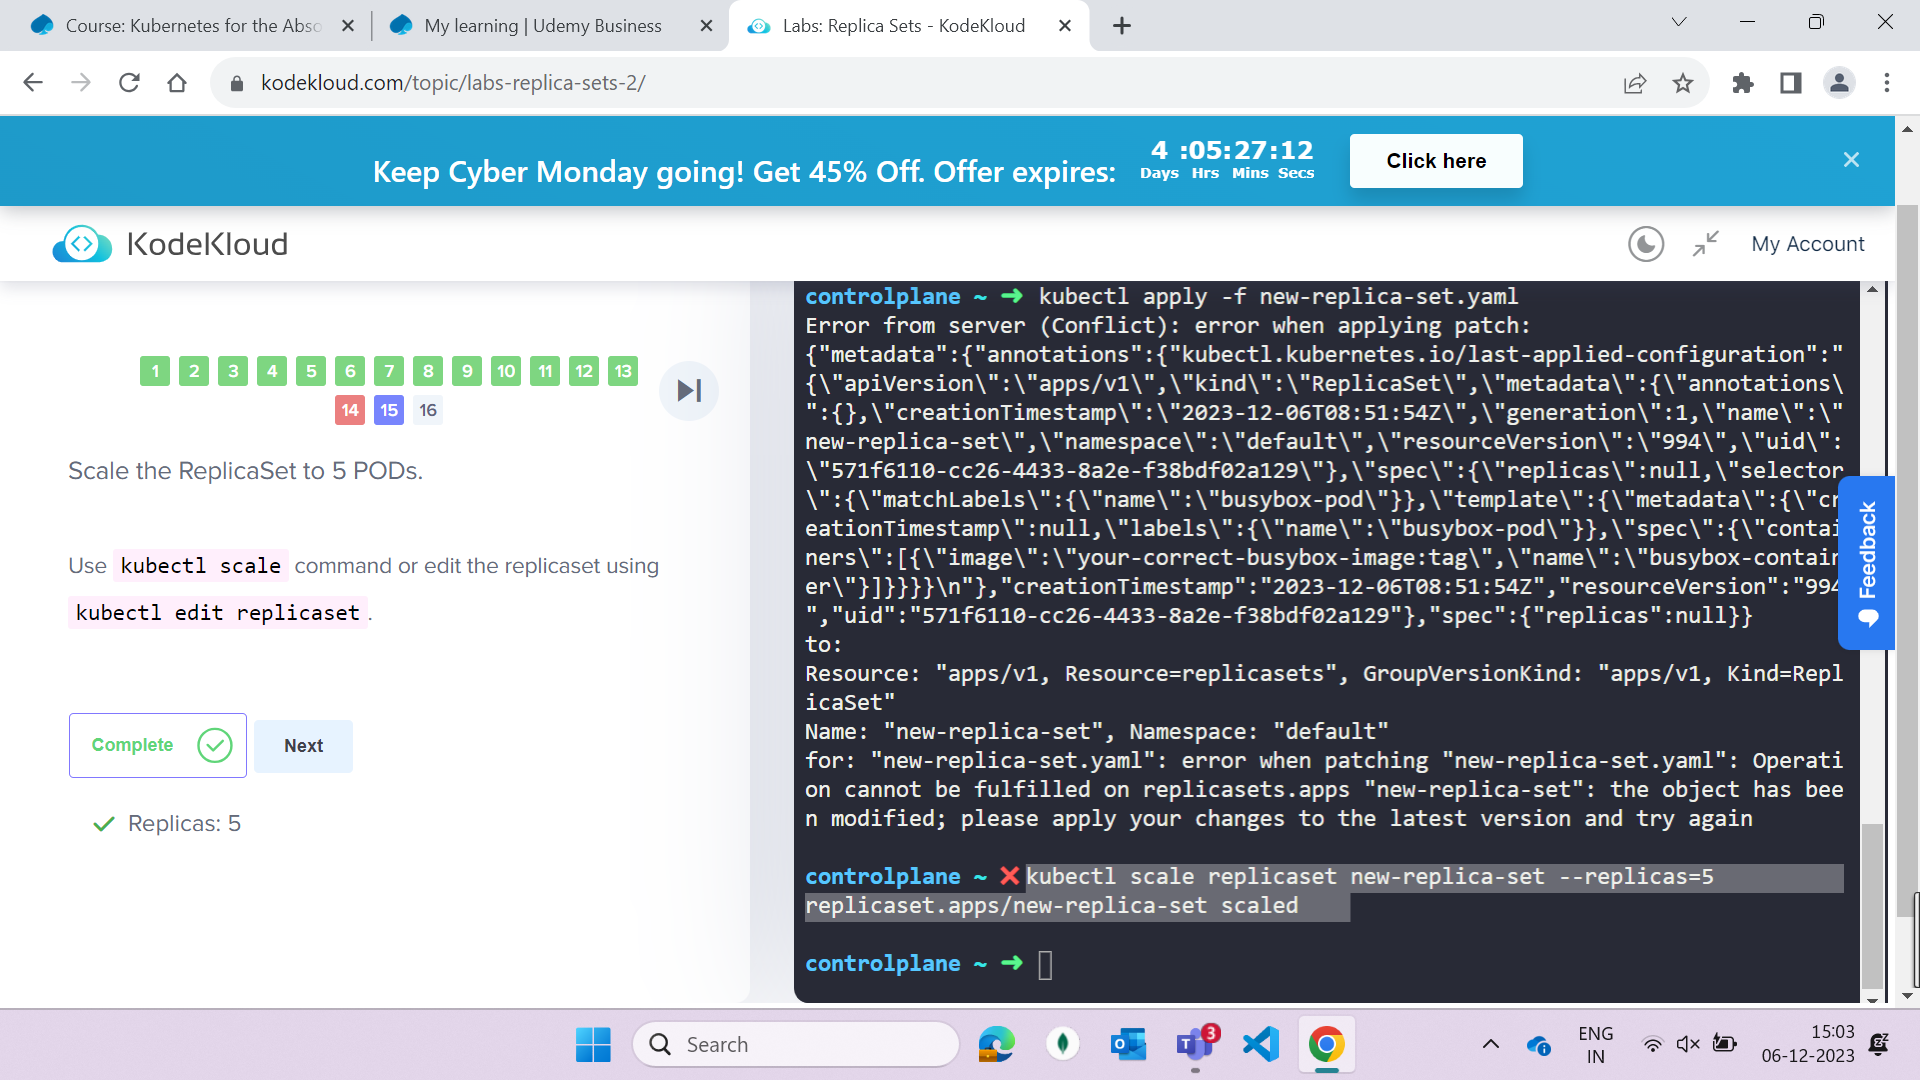 Course: Kubernetes for the Abso
My learning | Udemy Business
Labs: Replica Sets - KodeKloud
kodekloud.com/topic/labs-replica-sets-2/
Keep Cyber Monday going! Get 45% Off. Offer expires:
4 :05:27:12
Days Hrs Mins Secs
Click here
KodeKloud
My Account
1 2 3 4 5 6 7 8 9 10 11 12 13
14 15 16
Scale the ReplicaSet to 5 PODs.
Use kubectl scale command or edit the replicaset using
kubectl edit replicaset.
Complete
Next
Replicas: 5
controlplane ~ ➜ kubectl apply -f new-replica-set.yaml
Error from server (Conflict): error when applying patch:
{"metadata":{"annotations":{"kubectl.kubernetes.io/last-applied-configuration":"
{\"apiVersion\":\"apps/v1\",\"kind\":\"ReplicaSet\",\"metadata\":{\"annotations\
":{},\"creationTimestamp\":\"2023-12-06T08:51:54Z\",\"generation\":1,\"name\":\"
new-replica-set\",\"namespace\":\"default\",\"resourceVersion\":\"994\",\"uid\":
\"571f6110-cc26-4433-8a2e-f38bdf02a129\"},\"spec\":{\"replicas\":null,\"selector
\":{\"matchLabels\":{\"name\":\"busybox-pod\"}},\"template\":{\"metadata\":{\"cr
eationTimestamp\":null,\"labels\":{\"name\":\"busybox-pod\"}},\"spec\":{\"contai
ners\":[{\"image\":\"your-correct-busybox-image:tag\",\"name\":\"busybox-contain
er\"}]}}}}\n"},"creationTimestamp":"2023-12-06T08:51:54Z","resourceVersion":"994
","uid":"571f6110-cc26-4433-8a2e-f38bdf02a129"},"spec":{"replicas":null}}
to:
Resource: "apps/v1, Resource=replicasets", GroupVersionKind: "apps/v1, Kind=Repl
icaSet"
Name: "new-replica-set", Namespace: "default"
for: "new-replica-set.yaml": error when patching "new-replica-set.yaml": Operati
on cannot be fulfilled on replicasets.apps "new-replica-set": the object has bee
n modified; please apply your changes to the latest version and try again
controlplane ~ ✖ kubectl scale replicaset new-replica-set --replicas=5
replicaset.apps/new-replica-set scaled
controlplane ~ ➜
Feedback
Search
3
ENG
IN
15:03
06-12-2023